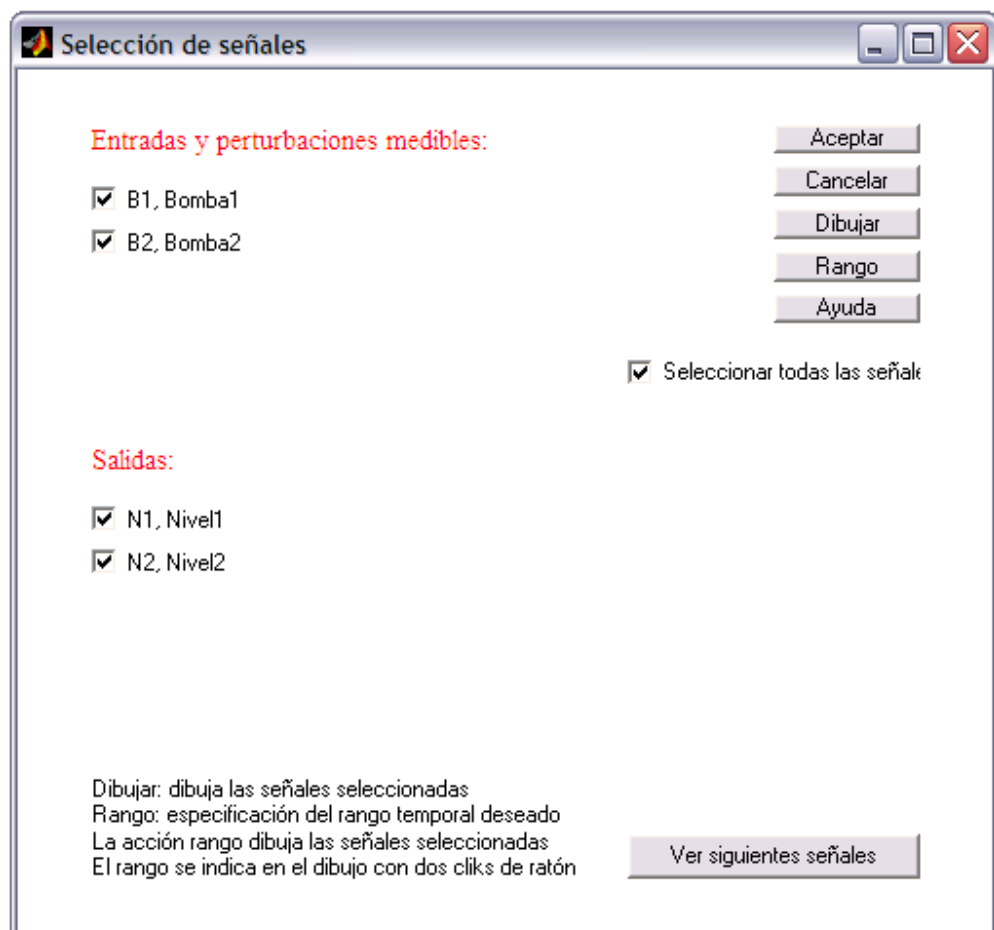 Selección de señales
Entradas y perturbaciones medibles:
B1, Bomba1
B2, Bomba2
Aceptar
Cancelar
Dibujar
Rango
Ayuda
Seleccionar todas las señale
Salidas:
N1, Nivel1
N2, Nivel2
Dibujar: dibuja las señales seleccionadas
Rango: especificación del rango temporal deseado
La acción rango dibuja las señales seleccionadas
El rango se indica en el dibujo con dos cliks de ratón
Ver siguientes señales